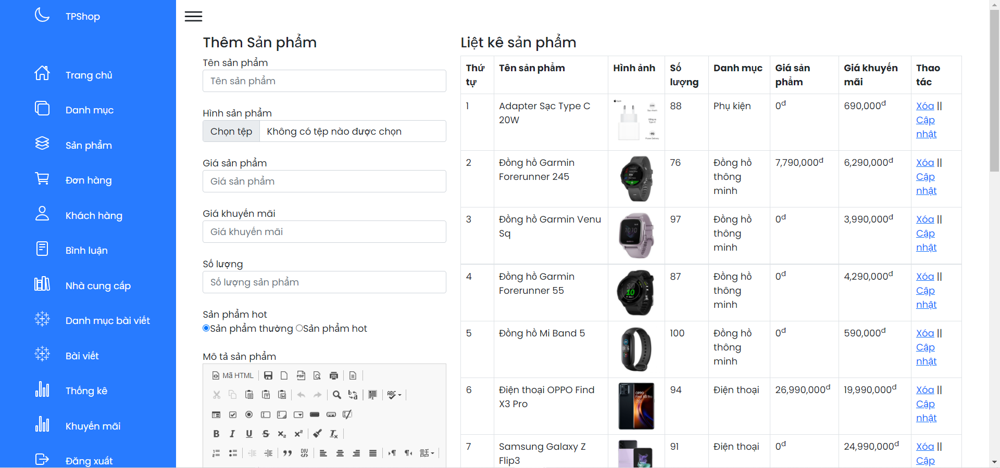 TPShop
Trang chủ
Danh mục
Sản phẩm
Đơn hàng
Khách hàng
Bình luận
Nhà cung cấp
Danh mục bài viết
Bài viết
Thống kê
Khuyến mãi
Đăng xuất
Thêm Sản phẩm
Tên sản phẩm
Tên sản phẩm
Hình sản phẩm
Chọn tệp Không có tệp nào được chọn
Giá sản phẩm
Giá sản phẩm
Giá khuyến mãi
Giá khuyến mãi
Số lượng
Số lượng sản phẩm
Sản phẩm hot
Sản phẩm thường Sản phẩm hot
Mô tả sản phẩm
Mã HTML
Liệt kê sản phẩm
Thứ tự Tên sản phẩm Hình ảnh Số lượng Danh mục Giá sản phẩm Giá khuyến mãi Thao tác
1 Adapter Sạc Type C 20W 88 Phụ kiện 0đ 690,000đ Xóa || Cập nhật
2 Đồng hồ Garmin Forerunner 245 76 Đồng hồ thông minh 7,790,000đ 6,290,000đ Xóa || Cập nhật
3 Đồng hồ Garmin Venu Sq 97 Đồng hồ thông minh 0đ 3,990,000đ Xóa || Cập nhật
4 Đồng hồ Garmin Forerunner 55 87 Đồng hồ thông minh 0đ 4,290,000đ Xóa || Cập nhật
5 Đồng hồ Mi Band 5 100 Đồng hồ thông minh 0đ 590,000đ Xóa || Cập nhật
6 Điện thoại OPPO Find X3 Pro 94 Điện thoại 26,990,000đ 19,990,000đ Xóa || Cập nhật
7 Samsung Galaxy Z Flip3 91 Điện thoại 0đ 24,990,000đ Xóa || Cập